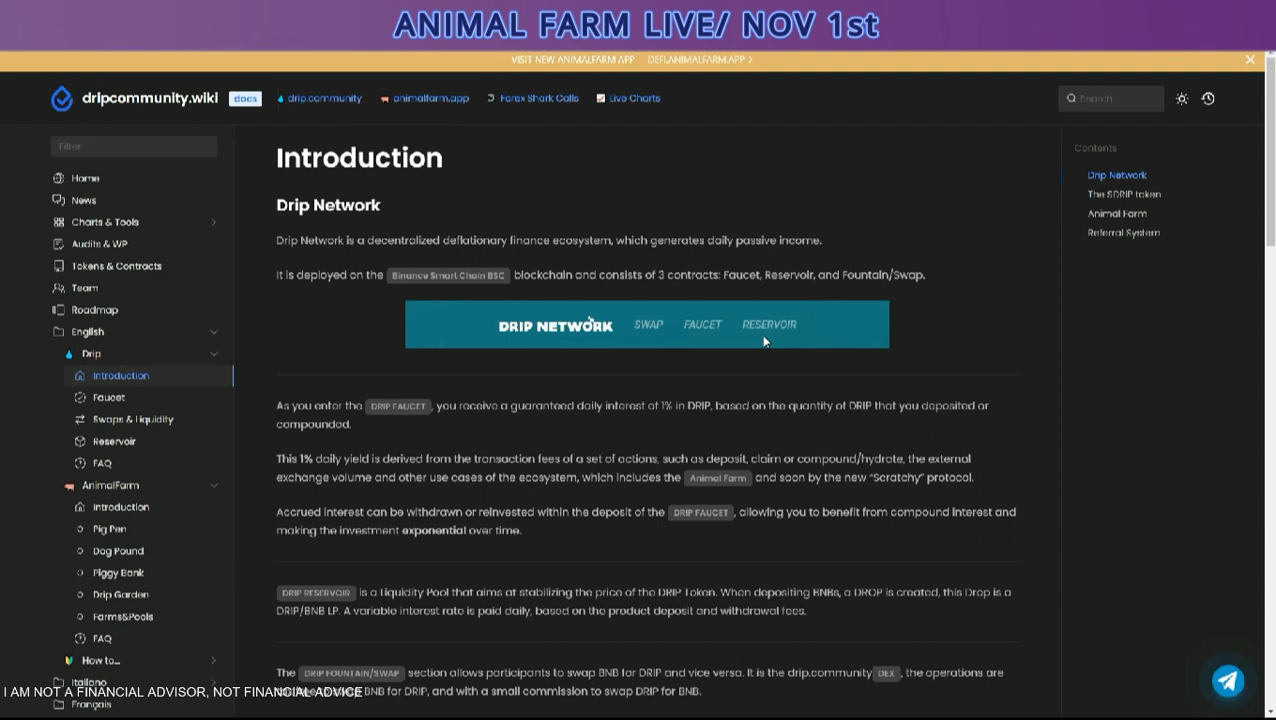 ANIMAL FARM LIVE/ NOV 1st
VISIT NEW ANIMALFARM.APP DEFI.ANIMALFARM.APP
dripcommunity.wiki docs drip.community animalfarm.app Forex Shark Calls Live Charts Search
Filter
Home
News
Charts & Tools
Audits & WP
Tokens & Contracts
Team
Roadmap
English
Drip
Introduction
Faucet
Swaps & Liquidity
Reservoir
FAQ
AnimalFarm
Introduction
Pig Pen
Dog Pound
Piggy Bank
Drip Garden
Farms&Pools
FAQ
How to...
Italiano
Français
Introduction
Drip Network
Drip Network is a decentralized deflationary finance ecosystem, which generates daily passive income.
It is deployed on the Binance Smart Chain BSC blockchain and consists of 3 contracts: Faucet, Reservoir, and Fountain/Swap.
DRIP NETWORK SWAP FAUCET RESERVOIR
As you enter the DRIP FAUCET, you receive a guaranteed daily interest of 1% in DRIP, based on the quantity of DRIP that you deposited or
compounded.
This 1% daily yield is derived from the transaction fees of a set of actions, such as deposit, claim or compound/hydrate, the external
exchange volume and other use cases of the ecosystem, which includes the Animal Farm and soon by the new "Scratchy" protocol.
Accrued interest can be withdrawn or reinvested within the deposit of the DRIP FAUCET, allowing you to benefit from compound interest and
making the investment exponential over time.
DRIP RESERVOIR is a Liquidity Pool that aims at stabilizing the price of the DRIP Token. When depositing BNBs, a DROP is created, this Drop is a
DRIP/BNB LP. A variable interest rate is paid daily, based on the product deposit and withdrawal fees.
The DRIP FOUNTAIN/SWAP section allows participants to swap BNB for DRIP and vice versa. It is the drip.community DEX, the operations are
BNB for DRIP, and with a small commission to swap DRIP for BNB.
Contents
Drip Network
The SDRIP token
Animal Farm
Referral System
I AM NOT A FINANCIAL ADVISOR, NOT FINANCIAL ADVICE